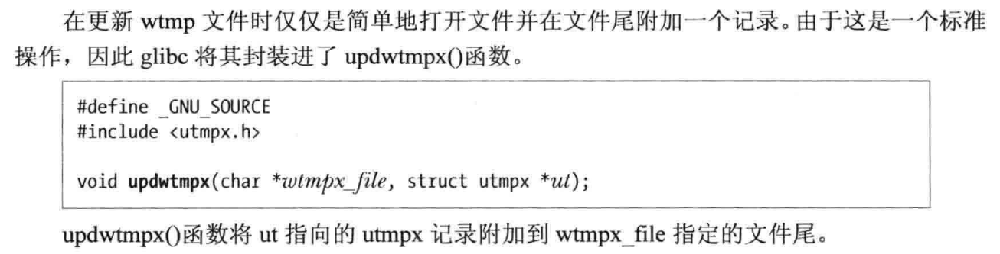 在更新 wtmp 文件时仅仅是简单地打开文件并在文件尾附加一个记录。由于这是一个标准
操作，因此 glibc 将其封装进了 updwtmpx()函数。
#define _GNU_SOURCE
#include <utmpx.h>
void updwtmpx(char *wtmpx_file, struct utmpx *ut);
updwtmpx()函数将 ut 指向的 utmpx 记录附加到 wtmpx_file 指定的文件尾。